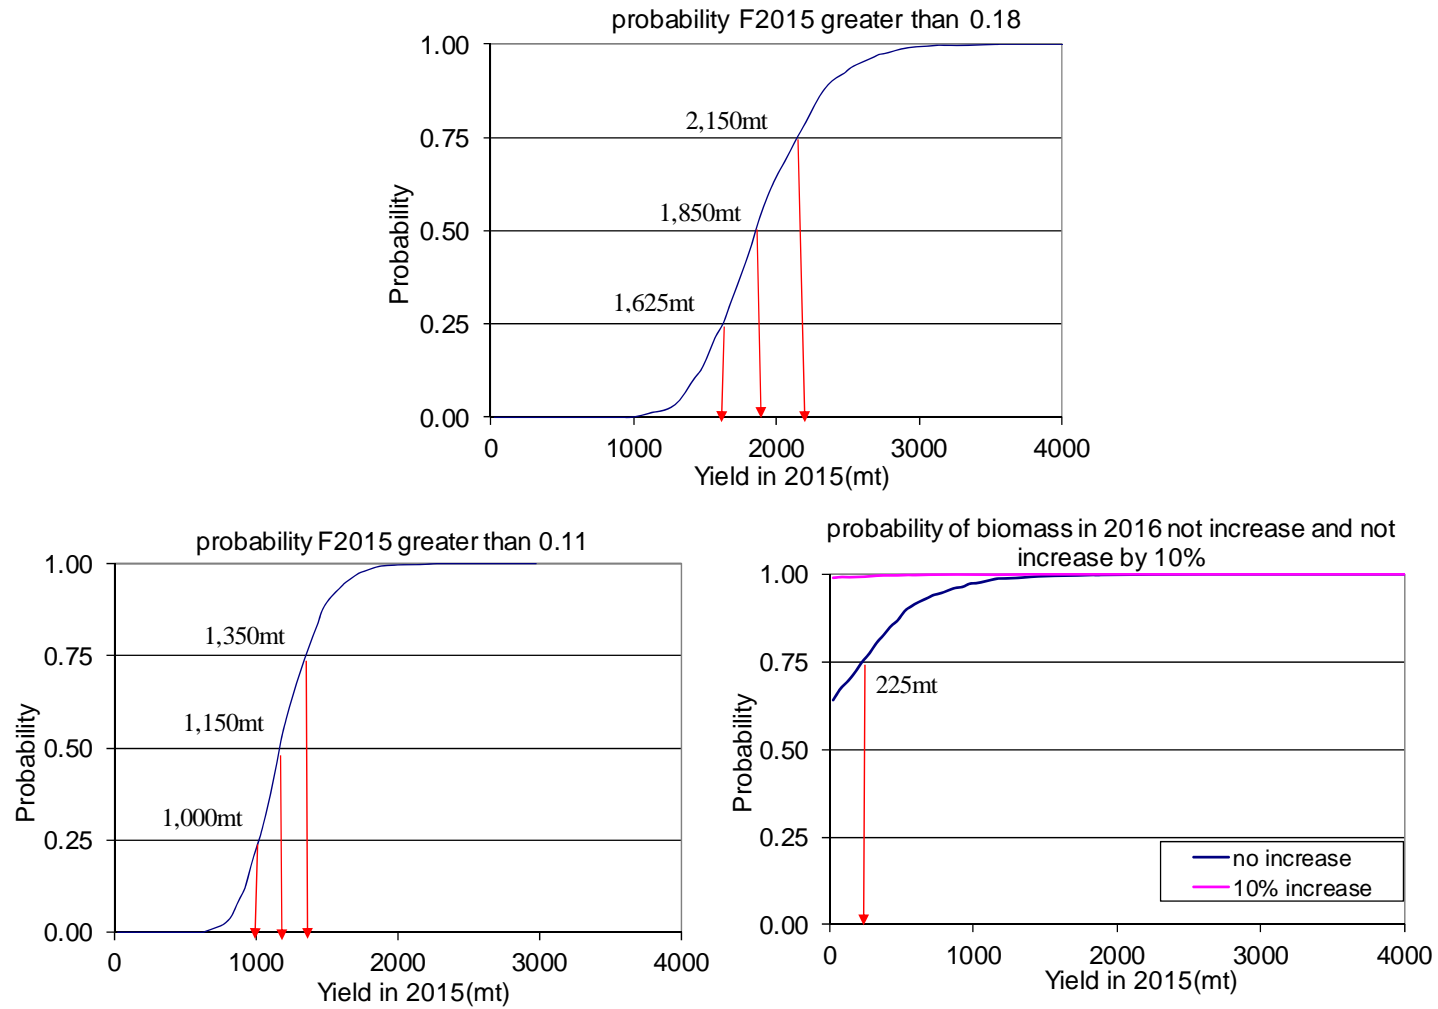 probability F2015 greater than 0.18
1.00
2,150mt
0.75
1,850mt
0.50
1,625mt
0.25
0.00
Probability
0 1000 2000 3000 4000
Yield in 2015(mt)
probability F2015 greater than 0.11
1.00
1,350mt
0.75
1,150mt
0.50
1,000mt
0.25
0.00
Probability
0 1000 2000 3000 4000
Yield in 2015(mt)
probability of biomass in 2016 not increase and not
increase by 10%
1.00
0.75
225mt
0.50
0.25
0.00
Probability
no increase
10% increase
0 1000 2000 3000 4000
Yield in 2015(mt)